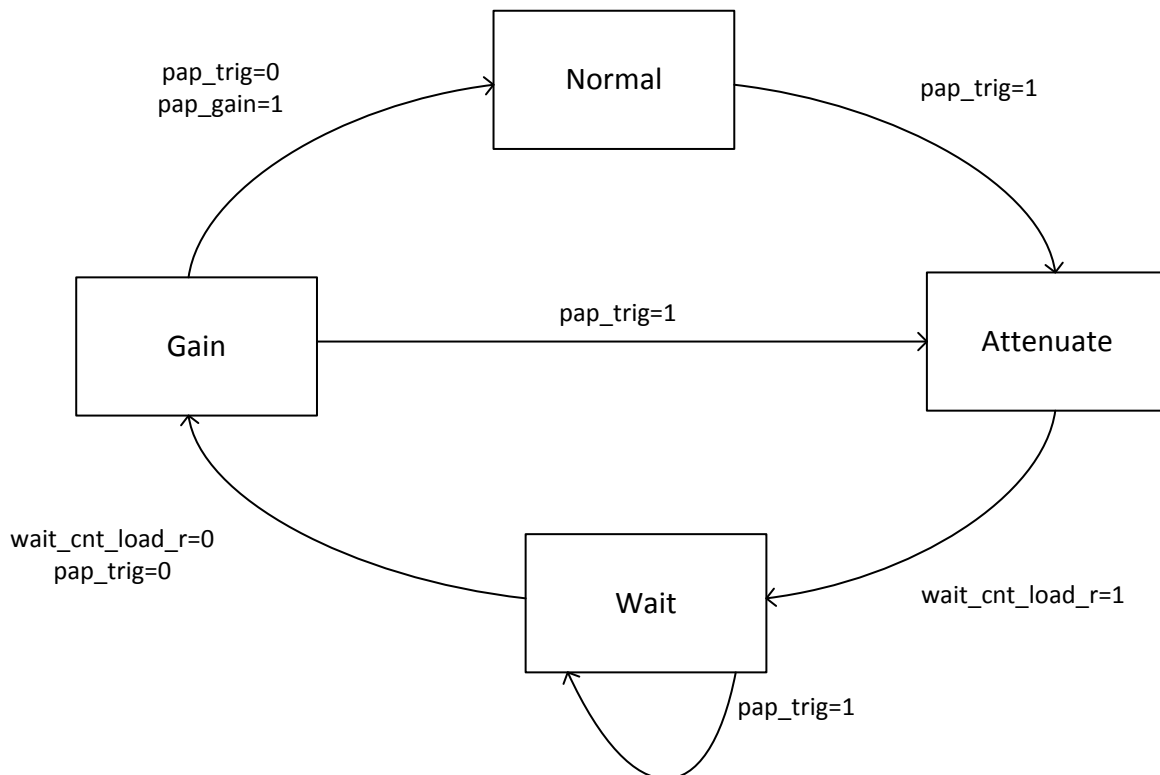 Normal
pap_trig=0
pap_gain=1
pap_trig=1
pap_trig=1
Gain
Attenuate
wait_cnt_load_r=0
pap_trig=0
Wait
wait_cnt_load_r=1
pap_trig=1